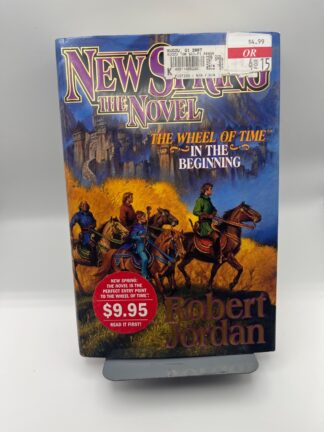 $4.99
OR
NEW SPRING
THE NOVEL
THE WHEEL OF TIME™
IN THE
BEGINNING
NEW SPRING:
THE NOVEL IS THE
PERFECT ENTRY POINT
TO THE WHEEL OF TIME™.
$9.95
READ IT FIRST!
Robert
Jordan